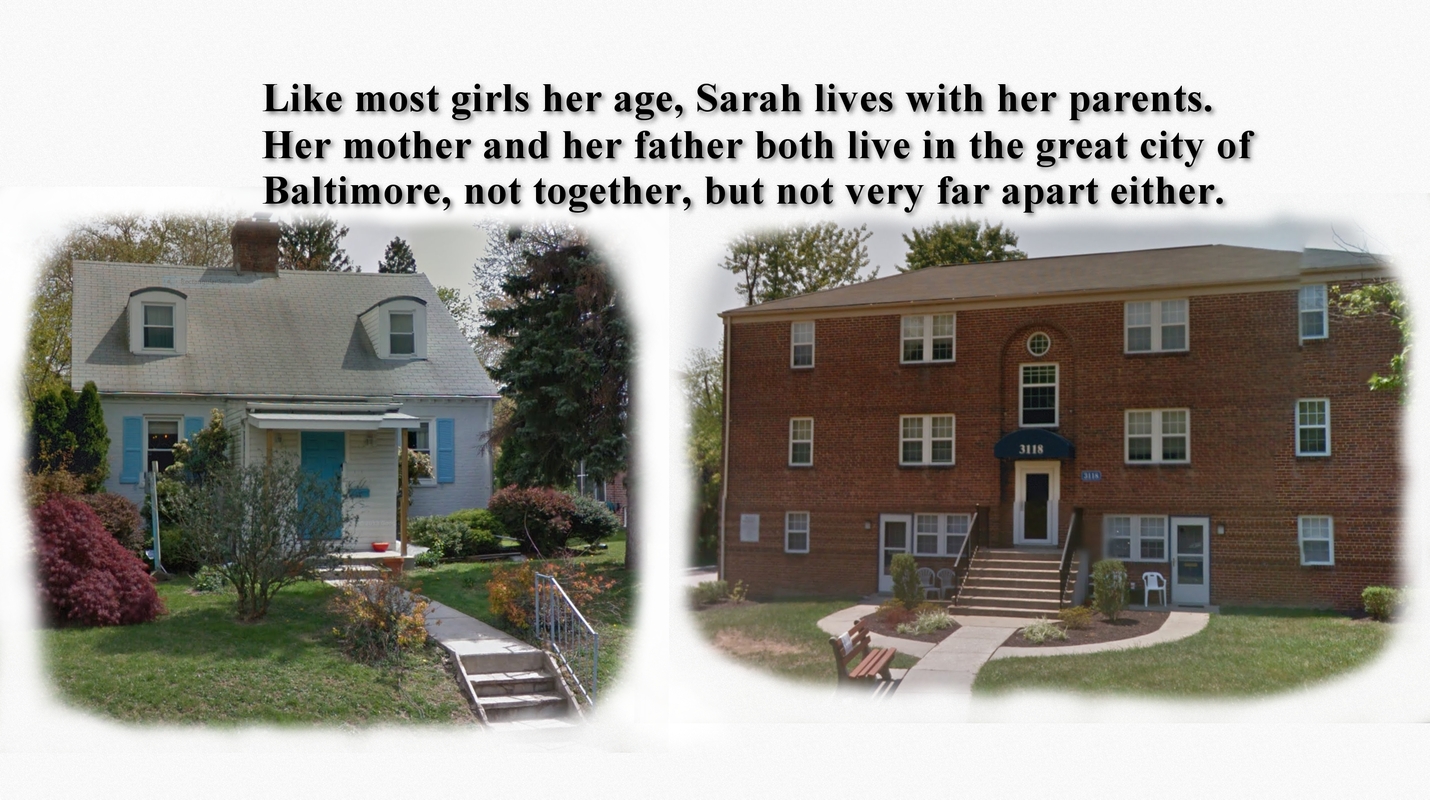 Like most girls her age, Sarah lives with her parents.
Her mother and her father both live in the great city of
Baltimore, not together, but not very far apart either.
3118
3118